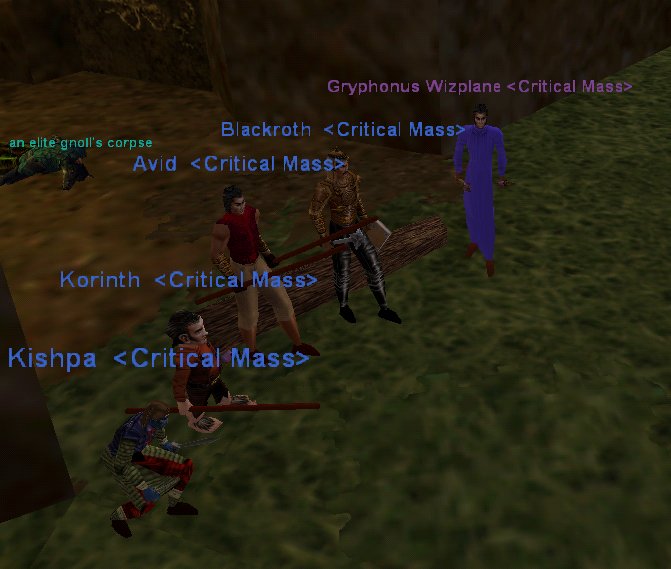 Gryphonus Wizplane <Critical Mass>
Blackroth <Critical Mass>
an elite gnoll's corpse
Avid <Critical Mass>
Korinth <Critical Mass>
Kishpa <Critical Mass>